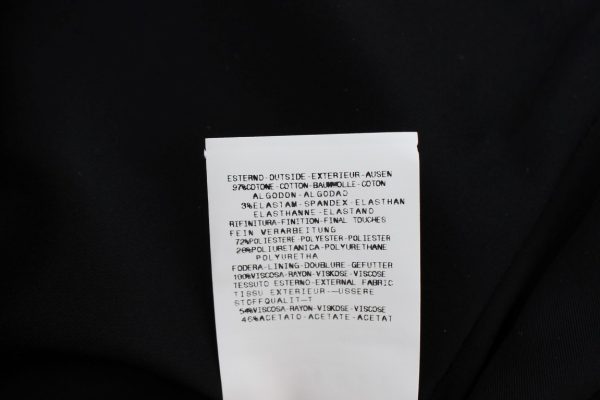 ESTERNO-OUTSIDE-EXTERIEUR-AUSEN
97%COTONE-COTTON-BAUMWOLLE-COTON
ALGODON-ALGODAO
3%ELASTAM-SPANDEX-ELASTHAN
ELASTHANNE-ELASTANO
RIFINITURA-FINITION-FINAL TOUCHES
FEIN VERARBEITUNG
72%POLIESTERE-POLYESTER-POLIESTER
28%POLIURETANICA-POLYURETHANE
POLYURETHA
FODERA-LINING-DOUBLURE-GEFUTTER
100%VISCOSA-RAYON-VISKOSE-VISCOSE
TESSUTO ESTERNO-EXTERNAL FABRIC
TISSU EXTERIEUR-—USSERE
STOFFQUALIT-T
54%VISCOSA-RAYON-VISKOSE-VISCOSE
46%ACETATO-ACETATE-ACETAT